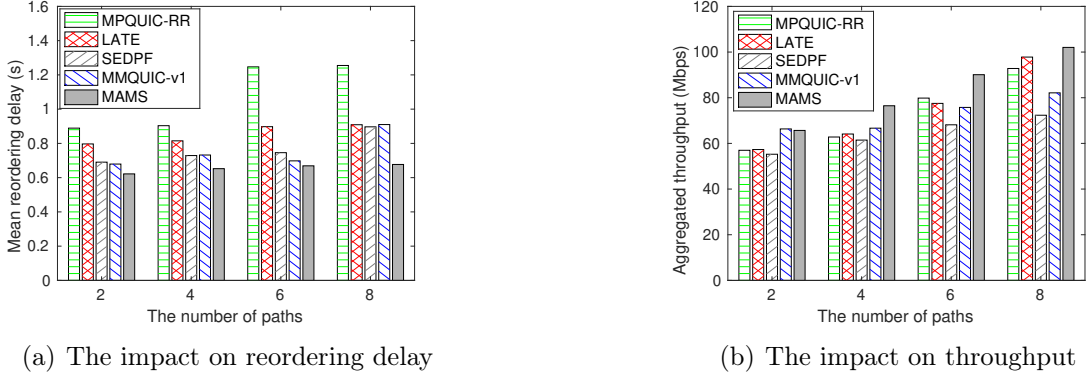 1.6
1.4
1.2
1
0.8
0.6
0.4
0.2
0
Mean reordering delay (s)
MPQUIC-RR
LATE
SEDPF
MMQUIC-v1
MAMS
2 4 6 8
The number of paths
(a) The impact on reordering delay
120
100
80
60
40
20
0
Aggregated throughput (Mbps)
MPQUIC-RR
LATE
SEDPF
MMQUIC-v1
MAMS
2 4 6 8
The number of paths
(b) The impact on throughput